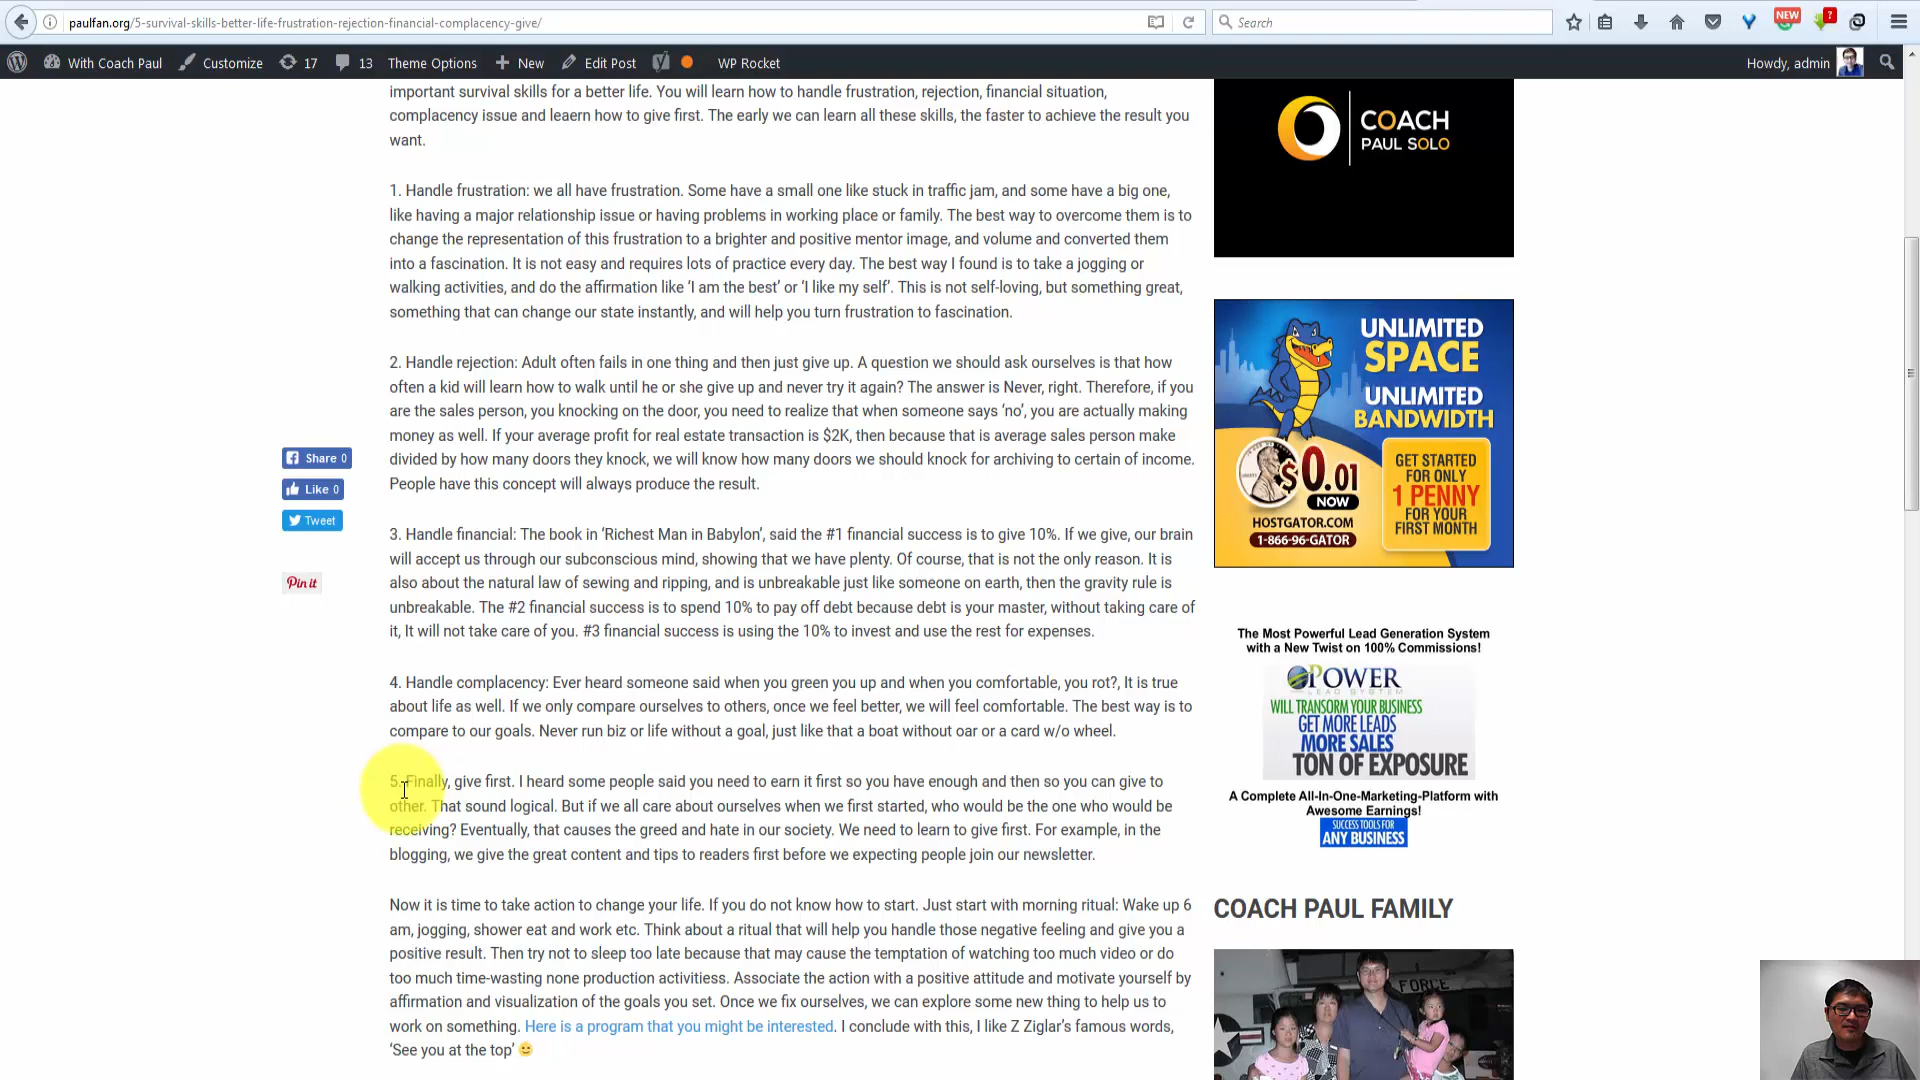 paulfan.org/5-survival-skills-better-life-frustration-rejection-financial-complacency-give/
Search
NEW
?
With Coach Paul
Customize
17
13
Theme Options
New
Edit Post
WP Rocket
Howdy, admin
important survival skills for a better life. You will learn how to handle frustration, rejection, financial situation,
complacency issue and leaern how to give first. The early we can learn all these skills, the faster to achieve the result you
want.
1. Handle frustration: we all have frustration. Some have a small one like stuck in traffic jam, and some have a big one,
like having a major relationship issue or having problems in working place or family. The best way to overcome them is to
change the representation of this frustration to a brighter and positive mentor image, and volume and converted them
into a fascination. It is not easy and requires lots of practice every day. The best way I found is to take a jogging or
walking activities, and do the affirmation like ‘I am the best’ or ‘I like my self’. This is not self-loving, but something great,
something that can change our state instantly, and will help you turn frustration to fascination.
2. Handle rejection: Adult often fails in one thing and then just give up. A question we should ask ourselves is that how
often a kid will learn how to walk until he or she give up and never try it again? The answer is Never, right. Therefore, if you
are the sales person, you knocking on the door, you need to realize that when someone says ‘no’, you are actually making
money as well. If your average profit for real estate transaction is $2K, then because that is average sales person make
divided by how many doors they knock, we will know how many doors we should knock for archiving to certain of income.
People have this concept will always produce the result.
3. Handle financial: The book in ‘Richest Man in Babylon’, said the #1 financial success is to give 10%. If we give, our brain
will accept us through our subconscious mind, showing that we have plenty. Of course, that is not the only reason. It is
also about the natural law of sewing and ripping, and is unbreakable just like someone on earth, then the gravity rule is
unbreakable. The #2 financial success is to spend 10% to pay off debt because debt is your master, without taking care of
it, It will not take care of you. #3 financial success is using the 10% to invest and use the rest for expenses.
4. Handle complacency: Ever heard someone said when you green you up and when you comfortable, you rot?, It is true
about life as well. If we only compare ourselves to others, once we feel better, we will feel comfortable. The best way is to
compare to our goals. Never run biz or life without a goal, just like that a boat without oar or a card w/o wheel.
5. Finally, give first. I heard some people said you need to earn it first so you have enough and then so you can give to
other. That sound logical. But if we all care about ourselves when we first started, who would be the one who would be
receiving? Eventually, that causes the greed and hate in our society. We need to learn to give first. For example, in the
blogging, we give the great content and tips to readers first before we expecting people join our newsletter.
Now it is time to take action to change your life. If you do not know how to start. Just start with morning ritual: Wake up 6
am, jogging, shower eat and work etc. Think about a ritual that will help you handle those negative feeling and give you a
positive result. Then try not to sleep too late because that may cause the temptation of watching too much video or do
too much time-wasting none production activitiess. Associate the action with a positive attitude and motivate yourself by
affirmation and visualization of the goals you set. Once we fix ourselves, we can explore some new thing to help us to
work on something. Here is a program that you might be interested. I conclude with this, I like Z Ziglar’s famous words,
‘See you at the top’
Share 0
Like 0
Tweet
Pin it
COACH
PAUL SOLO
UNLIMITED
SPACE
UNLIMITED
BANDWIDTH
$0.01
NOW
HOSTGATOR.COM
1-866-96-GATOR
GET STARTED
FOR ONLY
1 PENNY
FOR YOUR
FIRST MONTH
The Most Powerful Lead Generation System
with a New Twist on 100% Commissions!
POWER
LEAD SYSTEM
WILL TRANSORM YOUR BUSINESS
GET MORE LEADS
MORE SALES
TON OF EXPOSURE
A Complete All-In-One-Marketing-Platform with
Awesome Earnings!
SUCCESS TOOLS FOR
ANY BUSINESS
COACH PAUL FAMILY
FORCE